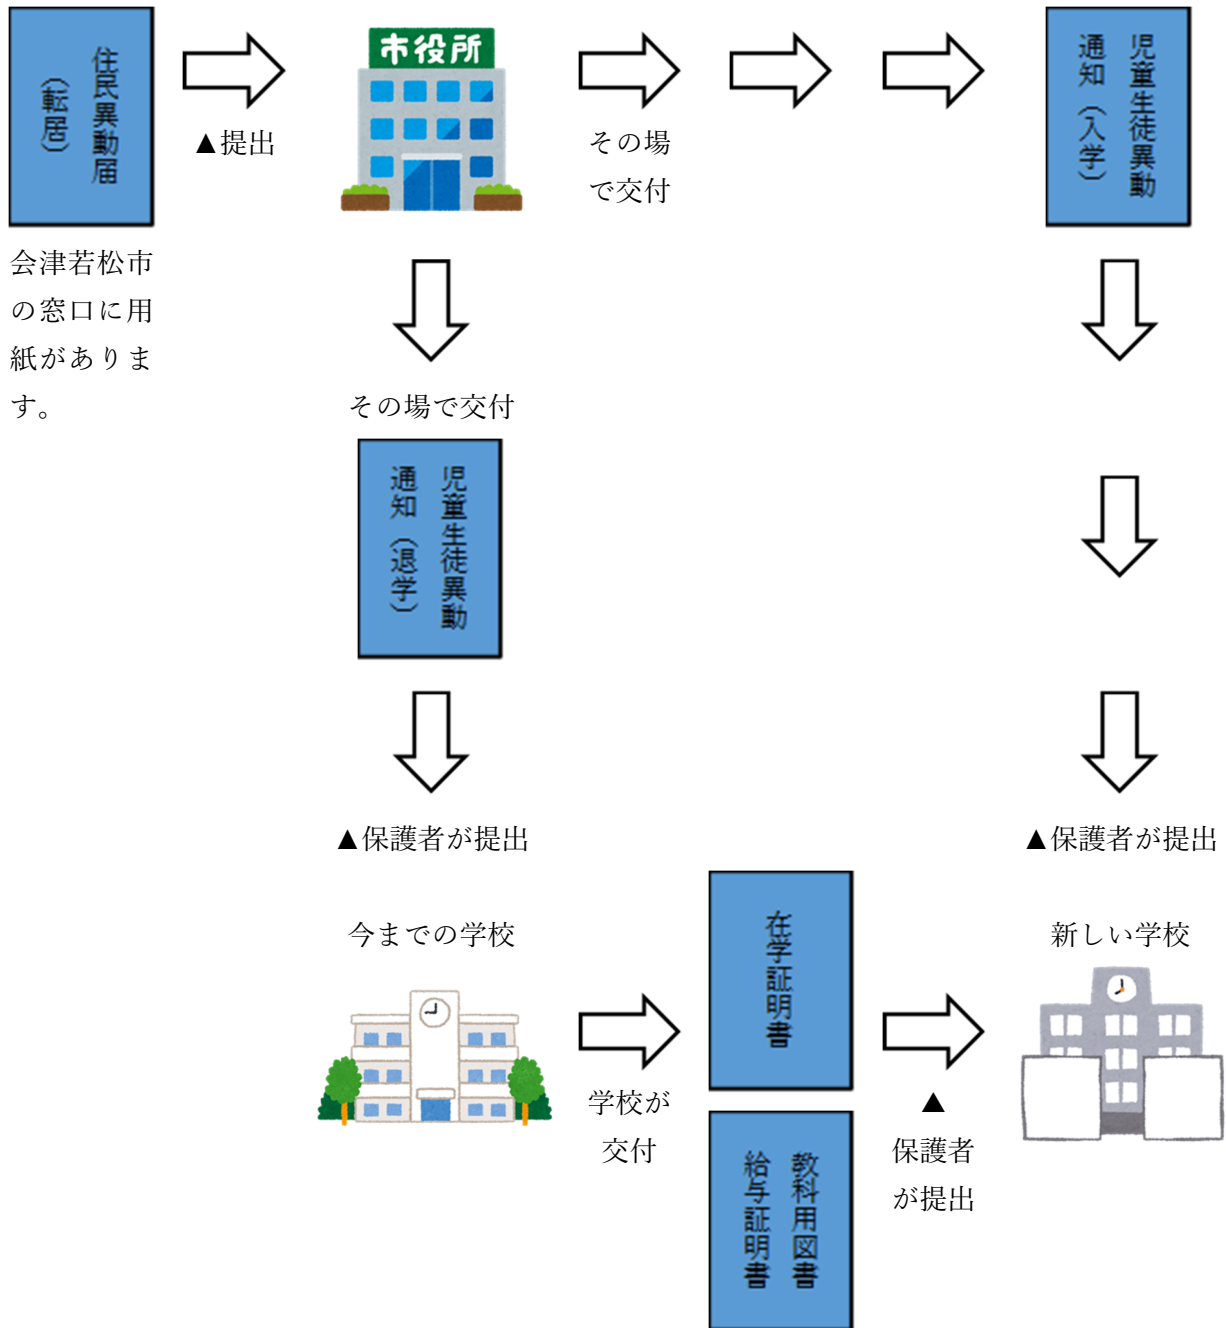 住民異動届
（転居）
▲提出
市役所
その場
で交付
児童生徒異動
通知（入学）
会津若松市
の窓口に用
紙がありま
す。
その場で交付
児童生徒異動
通知（退学）
▲保護者が提出
▲保護者が提出
今までの学校
学校が
交付
在学証明書
教科用図書
給与証明書
▲
保護者
が提出
新しい学校